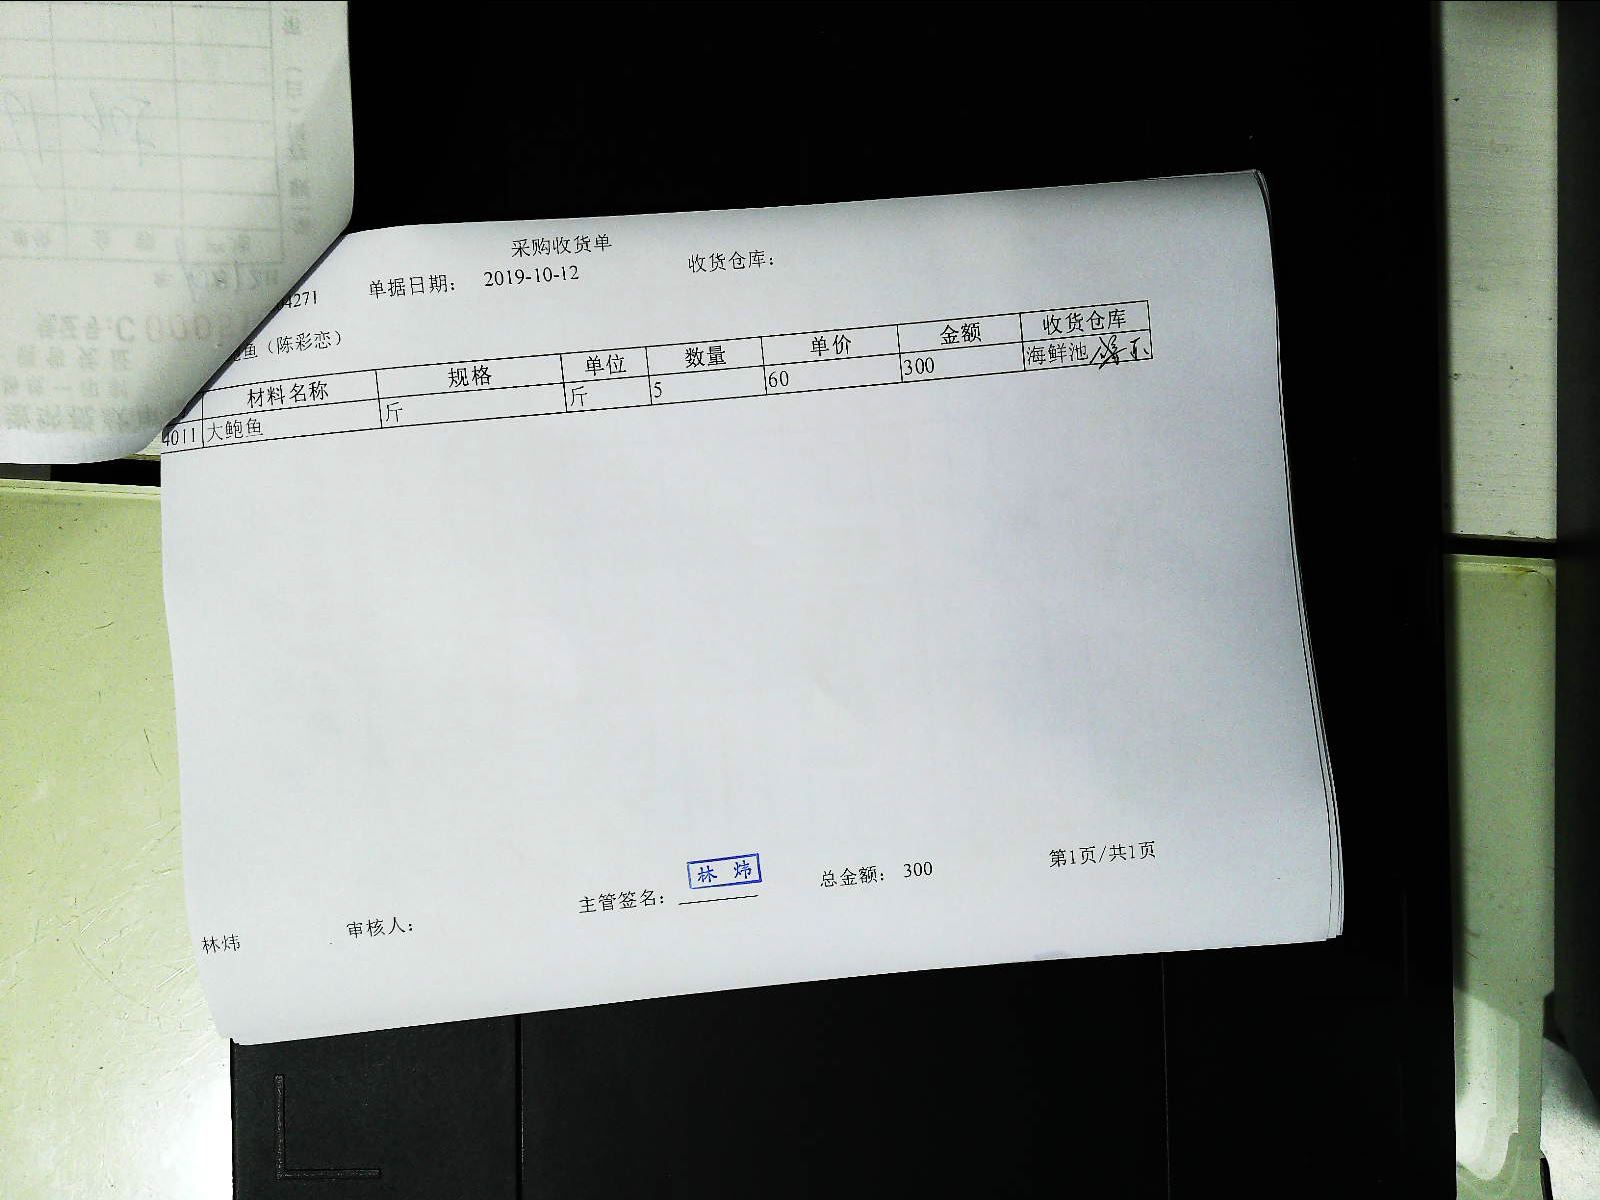 采购收货单
4271 单据日期： 2019-10-12 收货仓库：
鲍鱼（陈彩恋）
材料名称 规格 单位 数量 单价 金额 收货仓库
4011 大鲍鱼 斤 斤 5 60 300 海鲜池
林炜
林炜 审核人： 主管签名： 总金额： 300 第1页/共1页